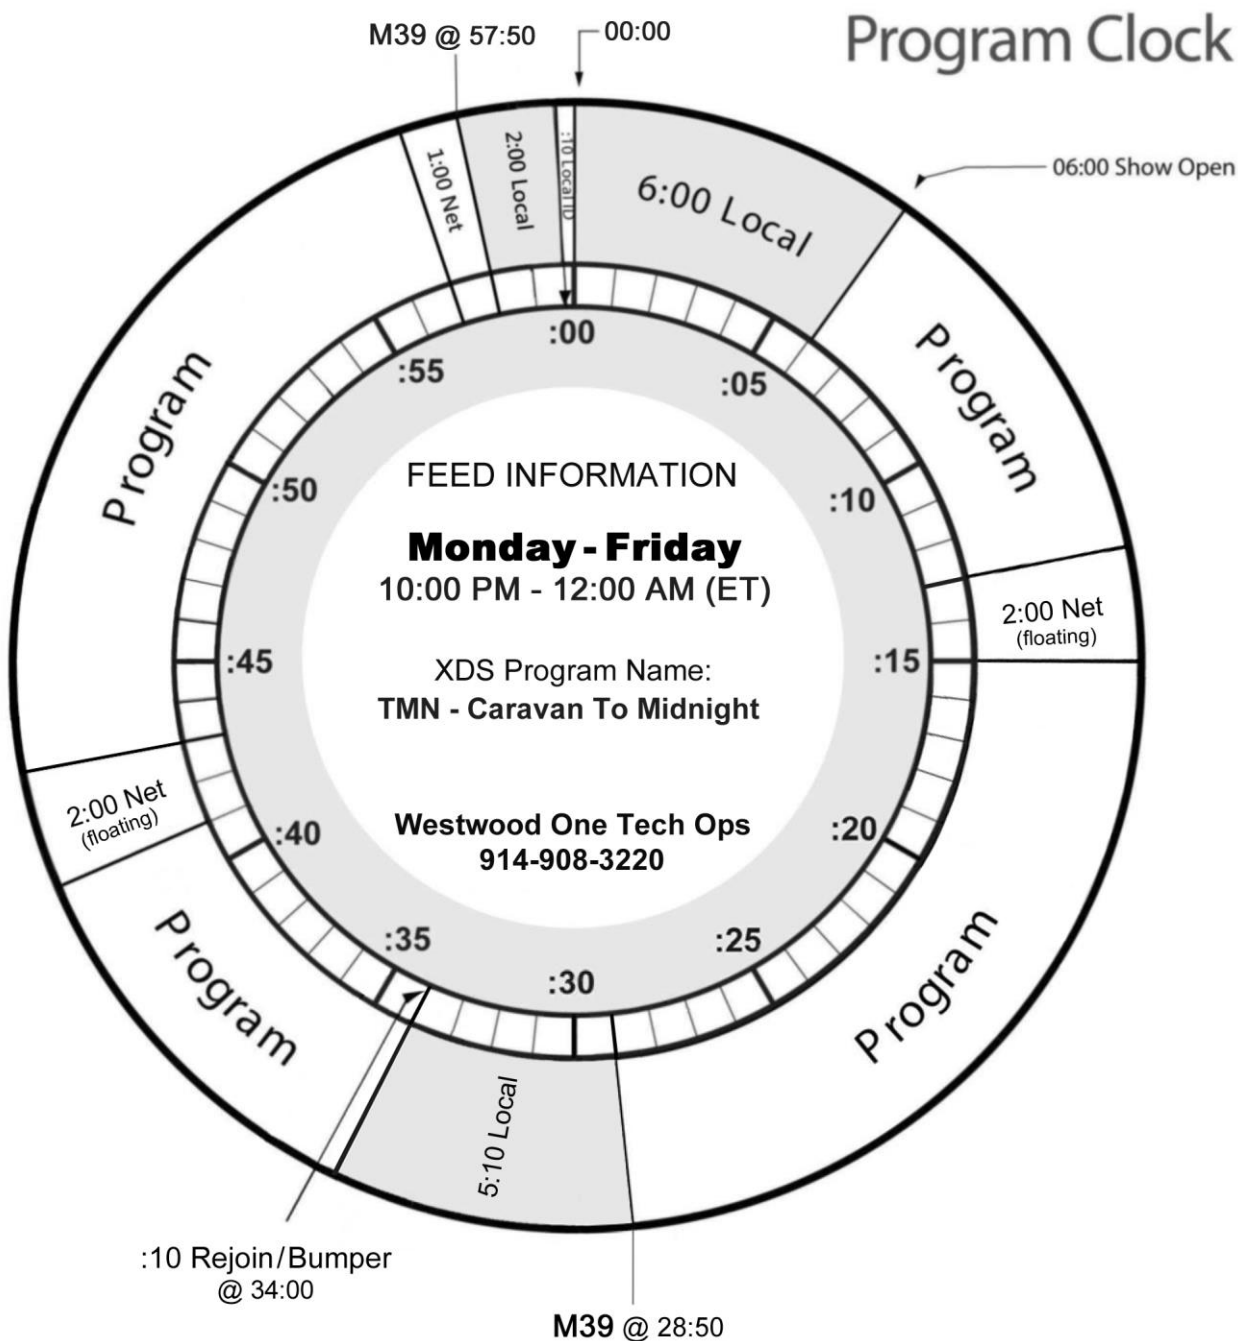 Program Clock
M39 @ 57:50
00:00
06:00 Show Open
1:00 Net
2:00 Local
:10 Local ID
6:00 Local
Program
2:00 Net
(floating)
Program
5:10 Local
Program
2:00 Net
(floating)
Program
:00
:05
:10
:15
:20
:25
:30
:35
:40
:45
:50
:55
FEED INFORMATION
Monday - Friday
10:00 PM - 12:00 AM (ET)
XDS Program Name:
TMN - Caravan To Midnight
Westwood One Tech Ops
914-908-3220
:10 Rejoin/Bumper
@ 34:00
M39 @ 28:50